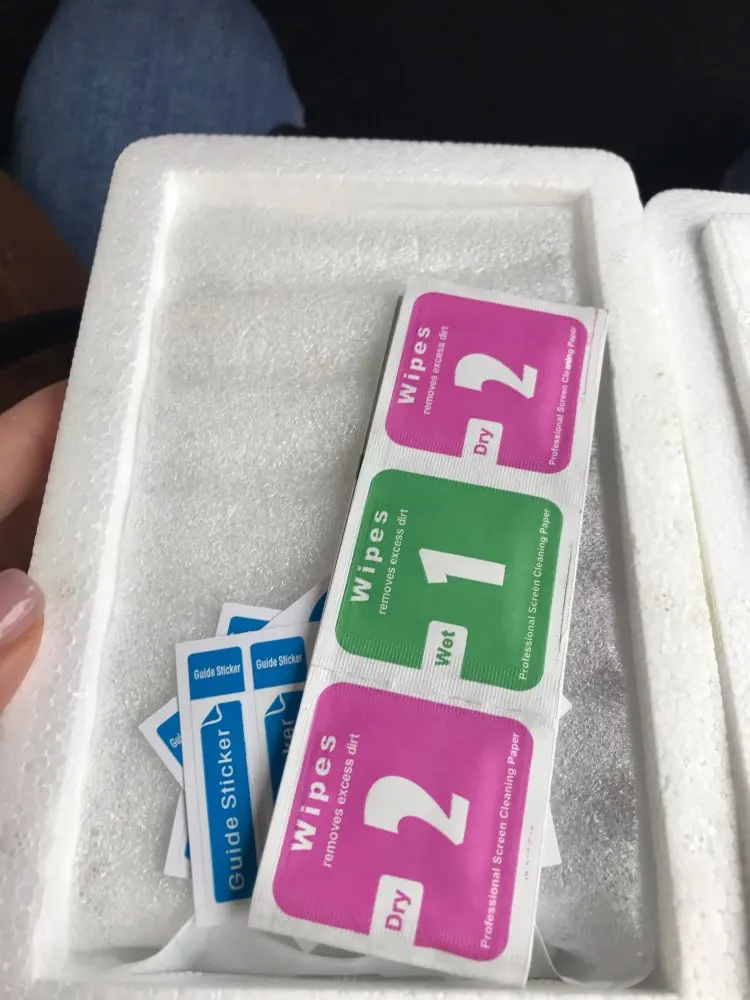 Wipes
removes excess dirt
2
Dry
Professional Screen Cleaning Paper
Wipes
removes excess dirt
1
Wet
Professional Screen Cleaning Paper
Wipes
removes excess dirt
2
Dry
Professional Screen Cleaning Paper
Guide Sticker
Guide Sticker
Guide Sticker